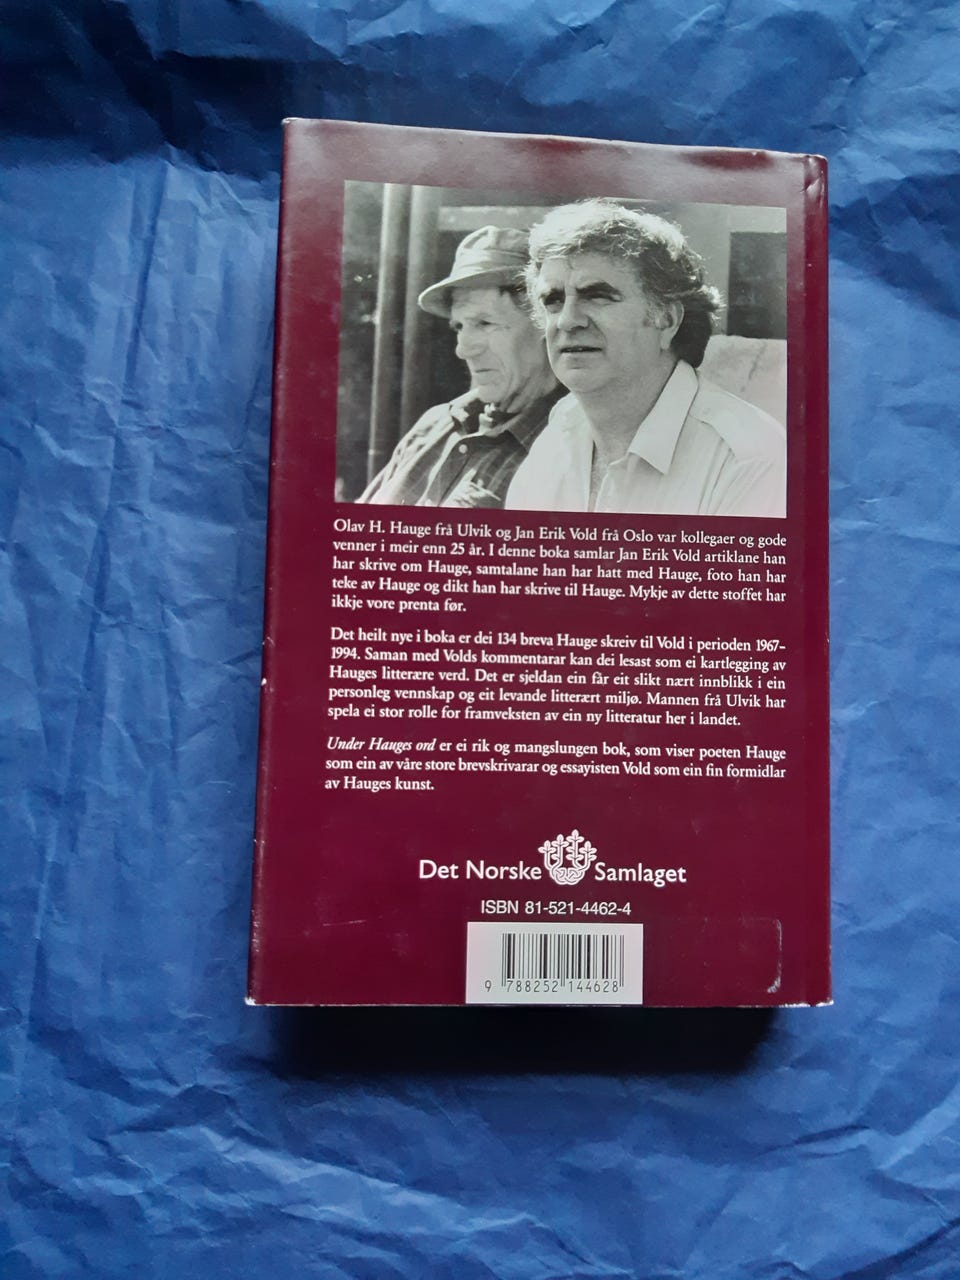 Olav H. Hauge frå Ulvik og Jan Erik Vold frå Oslo var kollegaer og gode
venner i meir enn 25 år. I denne boka samlar Jan Erik Vold artiklane han
har skrive om Hauge, samtalane han har hatt med Hauge, foto han har
teke av Hauge og dikt han har skrive til Hauge. Mykje av dette stoffet har
ikkje vore prenta før.
Det heilt nye i boka er dei 134 breva Hauge skreiv til Vold i perioden 1967–
1994. Saman med Volds kommentarar kan dei lesast som ei kartlegging av
Hauges litterære verd. Det er sjeldan ein får eit slikt nært innblikk i ein
personleg vennskap og eit levande litterært miljø. Mannen frå Ulvik har
spela ei stor rolle for framveksten av ein ny litteratur her i landet.
Under Hauges ord er ei rik og mangslungen bok, som viser poeten Hauge
som ein av våre store brevskrivarar og essayisten Vold som ein fin formidlar
av Hauges kunst.
Det Norske Samlaget
ISBN 81-521-4462-4
9 788252 144628